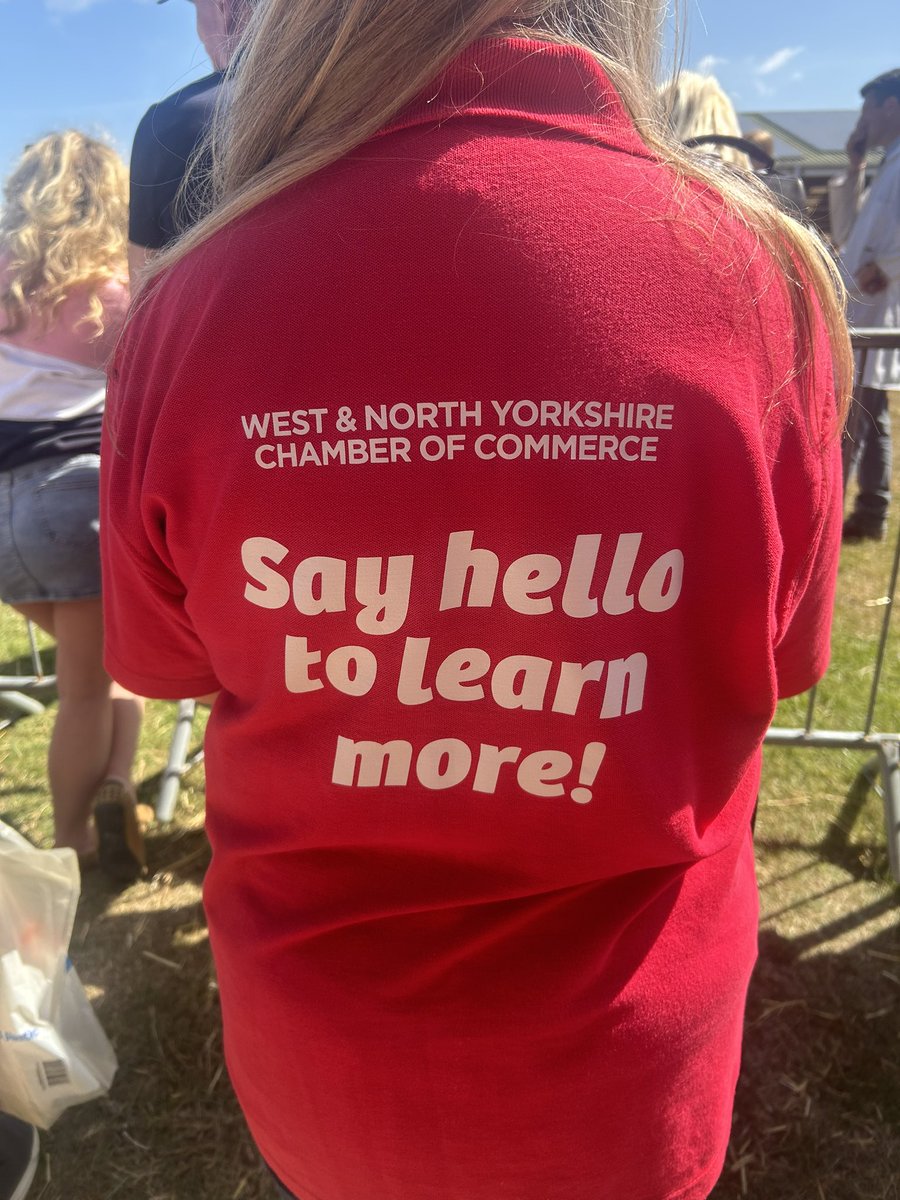 WEST & NORTH YORKSHIRE
CHAMBER OF COMMERCE
Say hello
to learn
more!